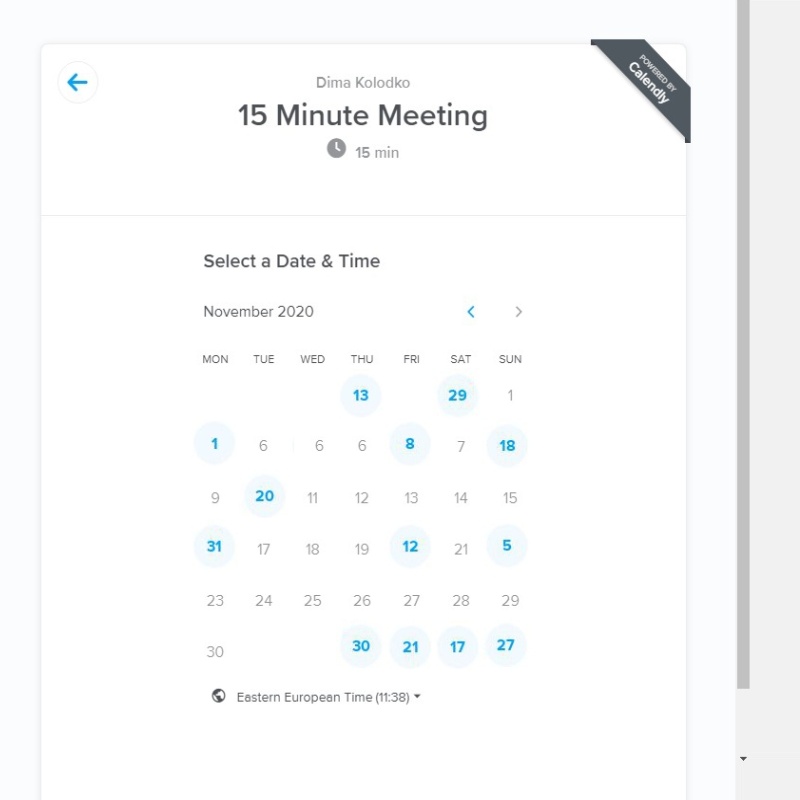 POWERED BY
Calendly
Dima Kolodko
15 Minute Meeting
15 min
Select a Date & Time
November 2020
MON TUE WED THU FRI SAT SUN
13 29 1
1 6 6 6 8 7 18
9 20 11 12 13 14 15
31 17 18 19 12 21 5
23 24 25 26 27 28 29
30 30 21 17 27
Eastern European Time (11:38)